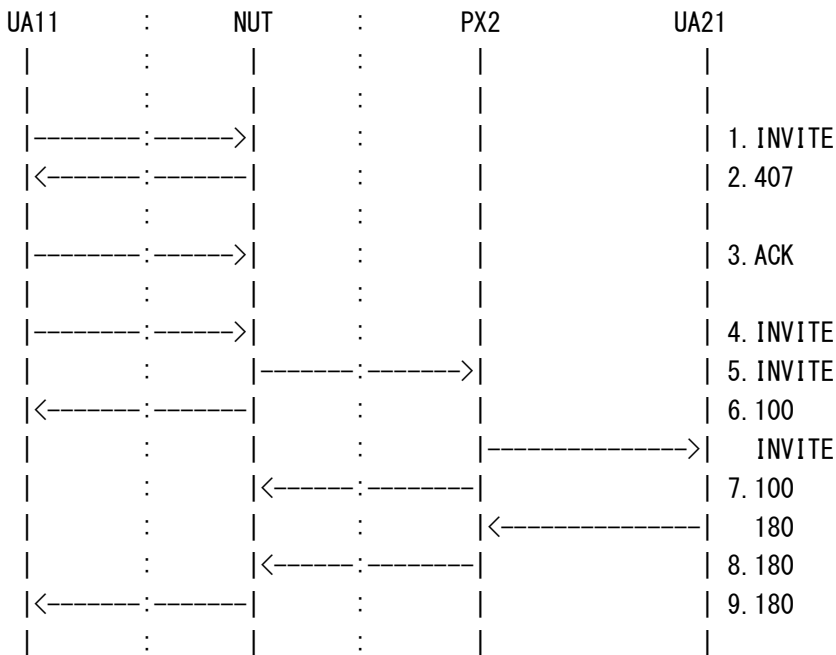 UA11 : NUT : PX2 UA21
| : | : | |
| : | : | |
|--------:------>| : | | 1. INVITE
|<-------:-------| : | | 2. 407
| : | : | |
|--------:------>| : | | 3. ACK
| : | : | |
|--------:------>| : | | 4. INVITE
| : |-------:------->| | 5. INVITE
|<-------:-------| : | | 6. 100
| : | : |--------------->| INVITE
| : |<------:--------| | 7. 100
| : | : |<---------------| 180
| : |<------:--------| | 8. 180
|<-------:-------| : | | 9. 180
| : | : | |